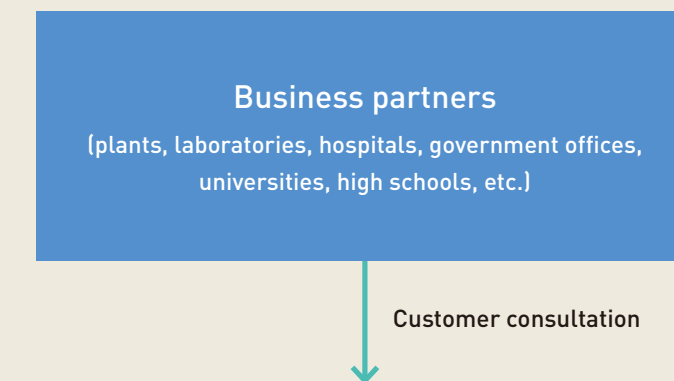 Business partners
(plants, laboratories, hospitals, government offices,
universities, high schools, etc.)
Customer consultation